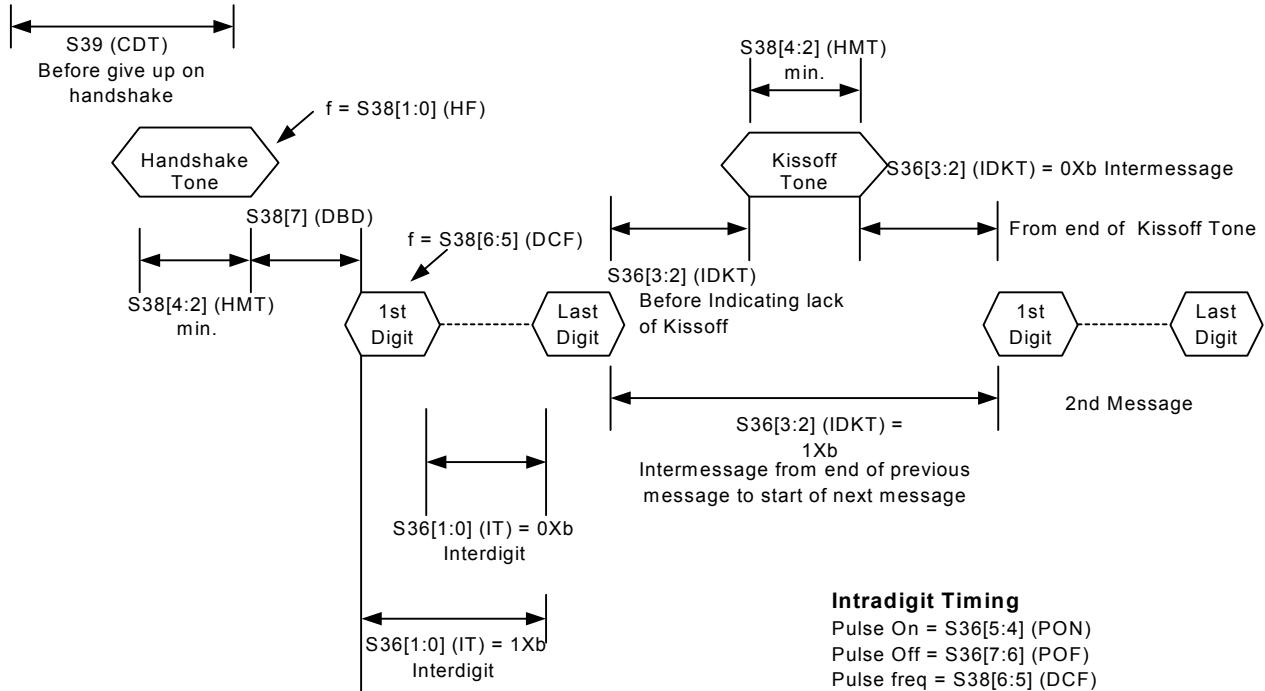 S39 (CDT)
Before give up on
handshake
f = S38[1:0] (HF)
Handshake
Tone
S38[4:2] (HMT)
min.
Kissoff
Tone
S36[3:2] (IDKT) = 0Xb Intermessage
S38[7] (DBD)
f = S38[6:5] (DCF)
From end of Kissoff Tone
S38[4:2] (HMT)
min.
S36[3:2] (IDKT)
Before Indicating lack
of Kissoff
1st
Digit
Last
Digit
1st
Digit
Last
Digit
2nd Message
S36[3:2] (IDKT) =
1Xb
Intermessage from end of previous
message to start of next message
S36[1:0] (IT) = 0Xb
Interdigit
S36[1:0] (IT) = 1Xb
Interdigit
Intradigit Timing
Pulse On = S36[5:4] (PON)
Pulse Off = S36[7:6] (POF)
Pulse freq = S38[6:5] (DCF)